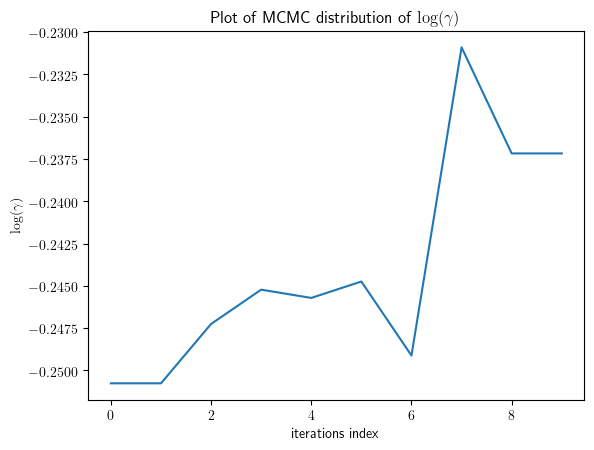 Plot of MCMC distribution of log(γ)
−0.2300
−0.2325
−0.2350
−0.2375
−0.2400
−0.2425
−0.2450
−0.2475
−0.2500
log(γ)
0 2 4 6 8
iterations index